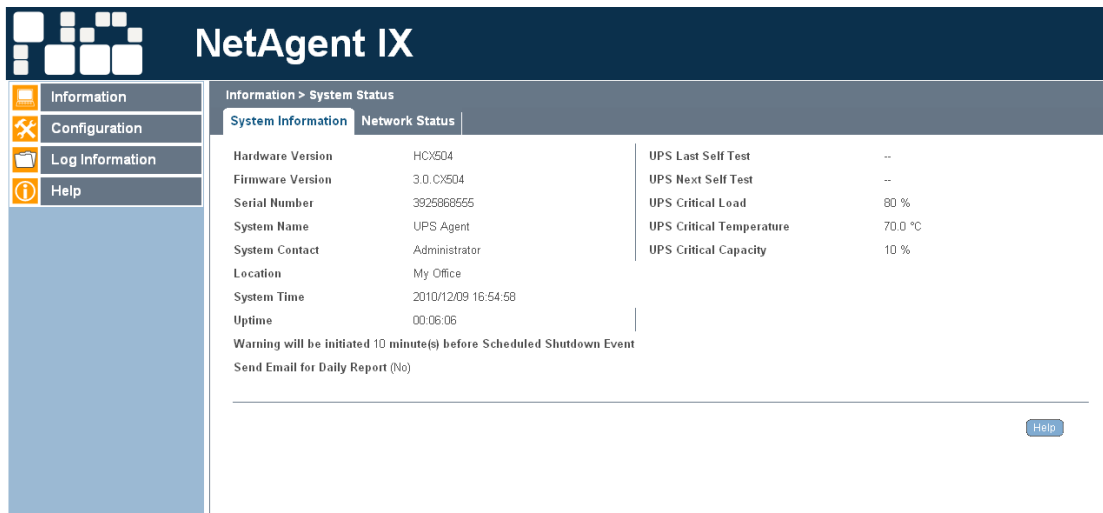 NetAgent IX
Information
Configuration
Log Information
Help
Information > System Status
System Information Network Status
Hardware Version HCX504
Firmware Version 3.0.CX504
Serial Number 3925868555
System Name UPS Agent
System Contact Administrator
Location My Office
System Time 2010/12/09 16:54:58
Uptime 00:06:06
Warning will be initiated 10 minute(s) before Scheduled Shutdown Event
Send Email for Daily Report (No)
UPS Last Self Test --
UPS Next Self Test --
UPS Critical Load 80 %
UPS Critical Temperature 70.0 °C
UPS Critical Capacity 10 %
Help